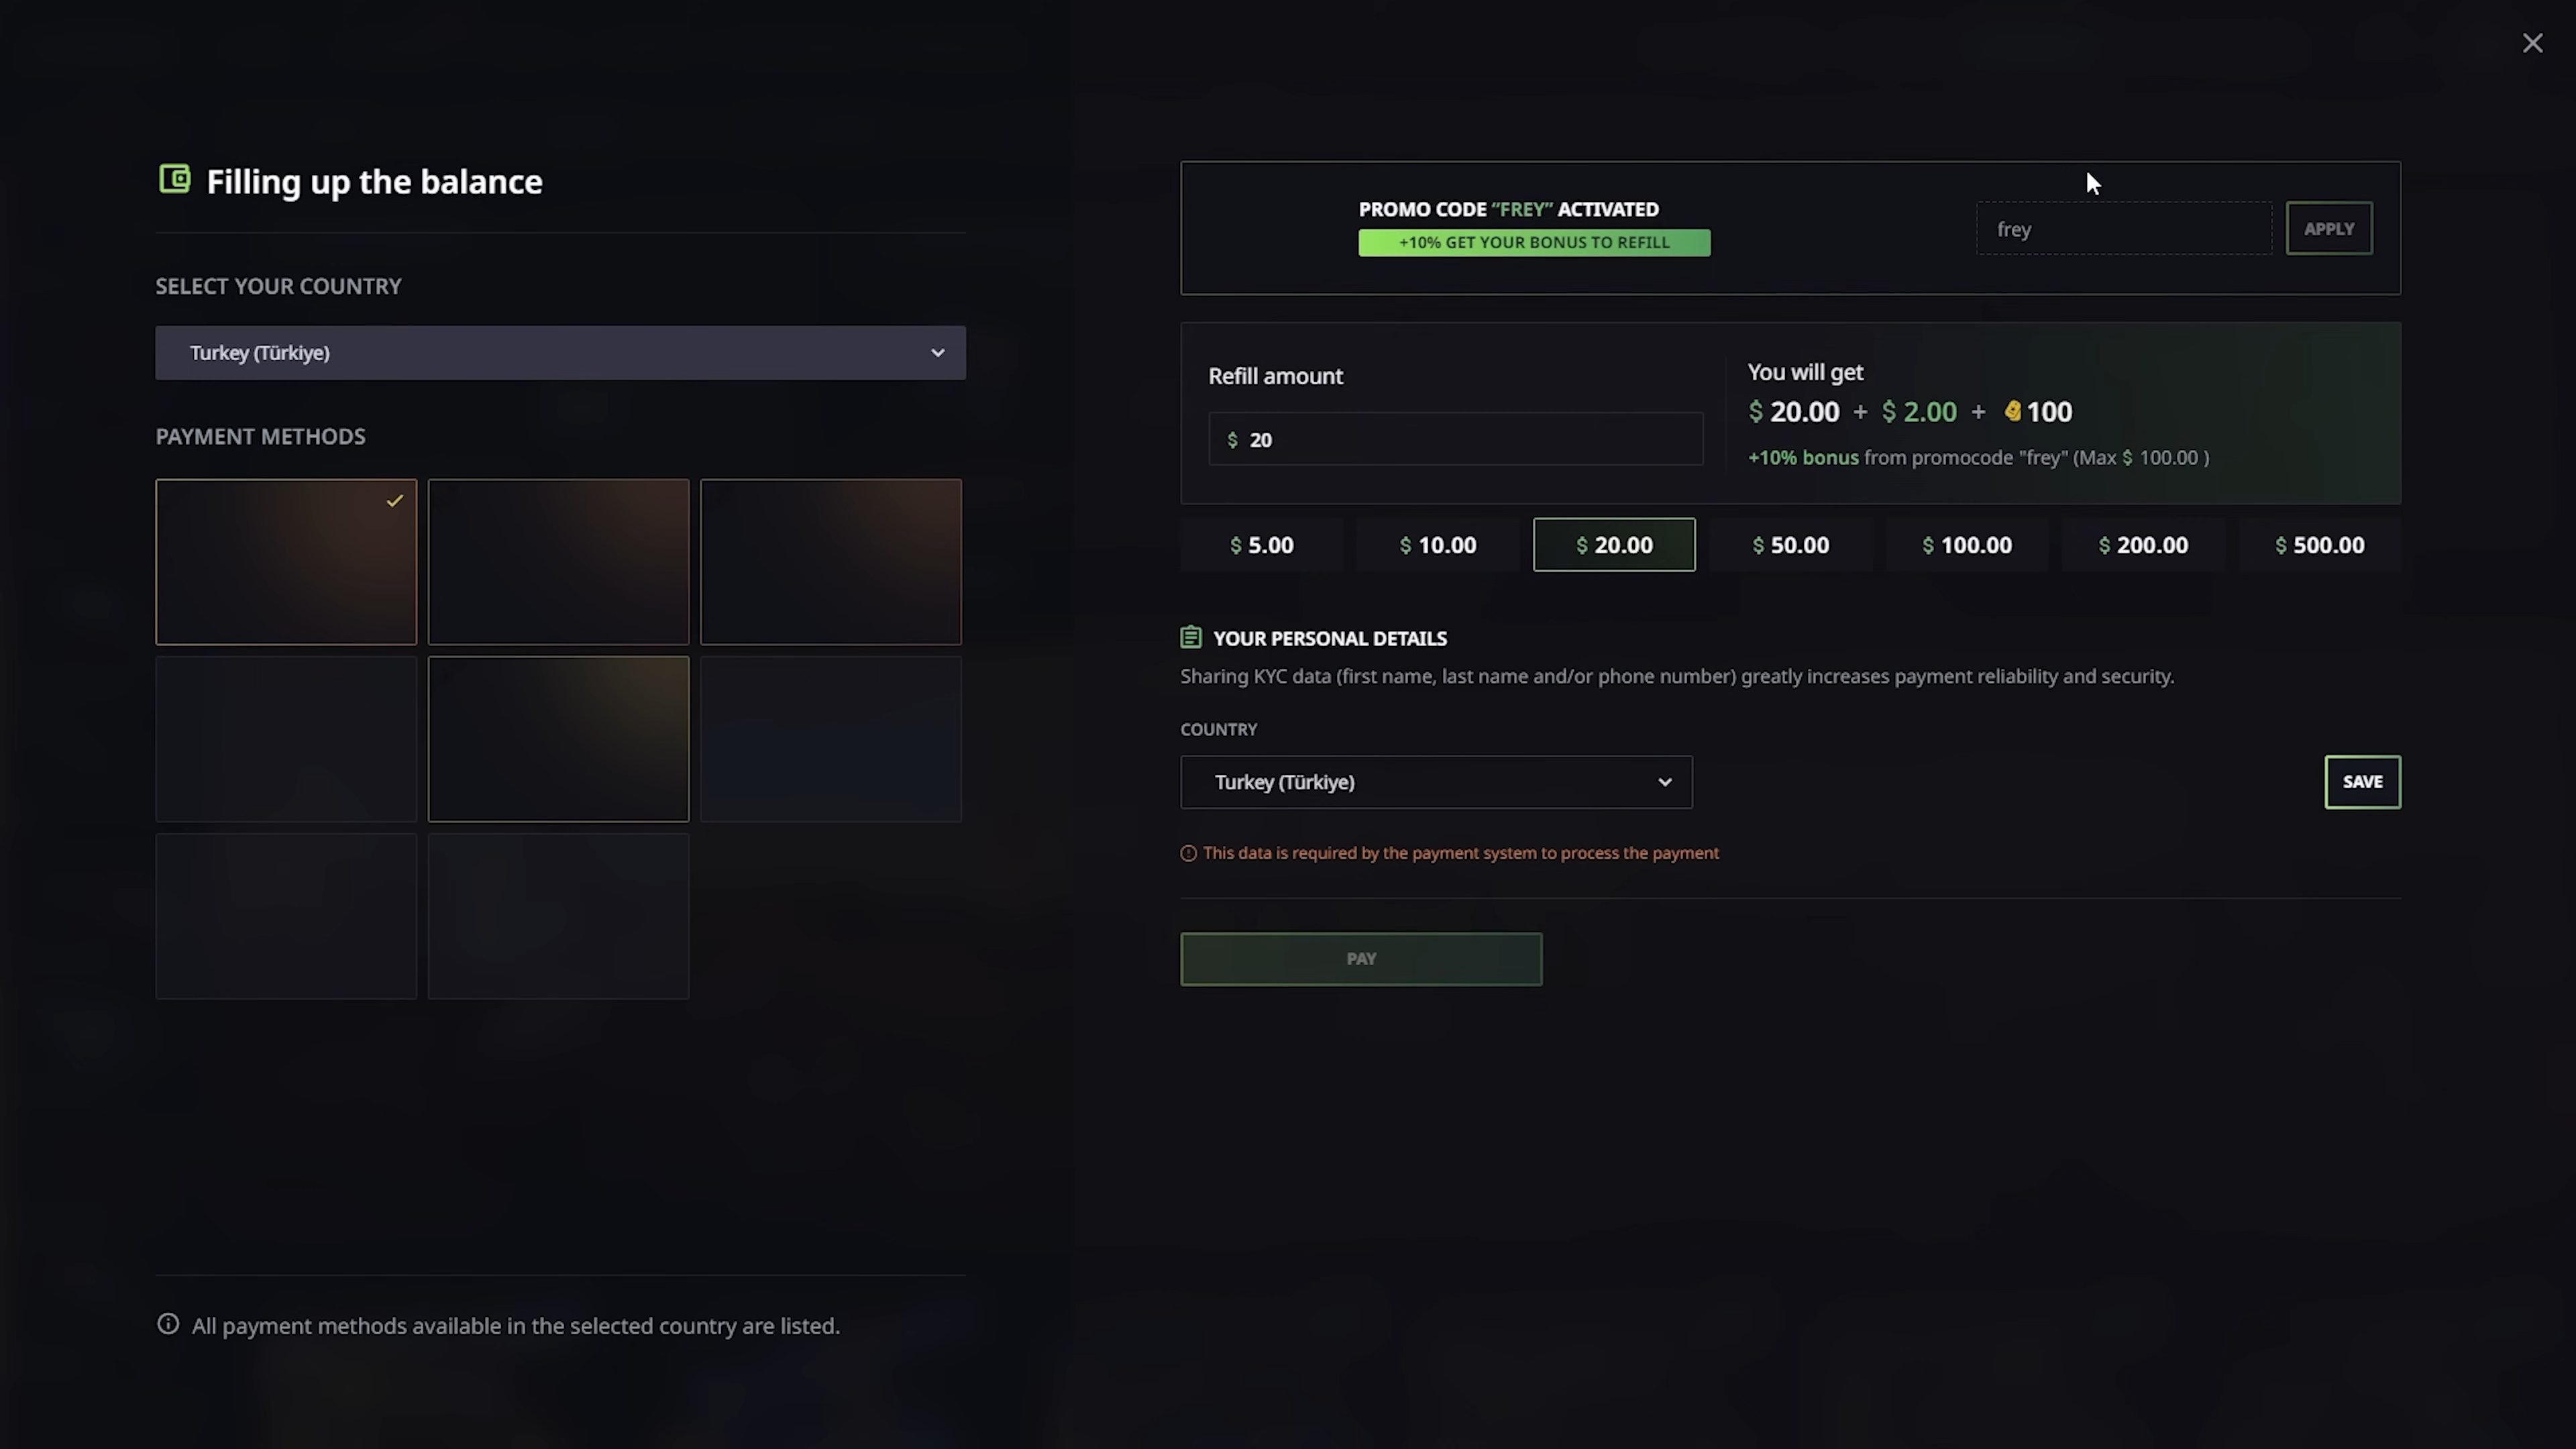 Filling up the balance
SELECT YOUR COUNTRY
Turkey (Türkiye)
PAYMENT METHODS
All payment methods available in the selected country are listed.
PROMO CODE “FREY” ACTIVATED
+10% GET YOUR BONUS TO REFILL
frey
APPLY
Refill amount
$ 20
You will get
$ 20.00 + $ 2.00 + 100
+10% bonus from promocode "frey" (Max $ 100.00 )
$ 5.00
$ 10.00
$ 20.00
$ 50.00
$ 100.00
$ 200.00
$ 500.00
YOUR PERSONAL DETAILS
Sharing KYC data (first name, last name and/or phone number) greatly increases payment reliability and security.
COUNTRY
Turkey (Türkiye)
SAVE
This data is required by the payment system to process the payment
PAY